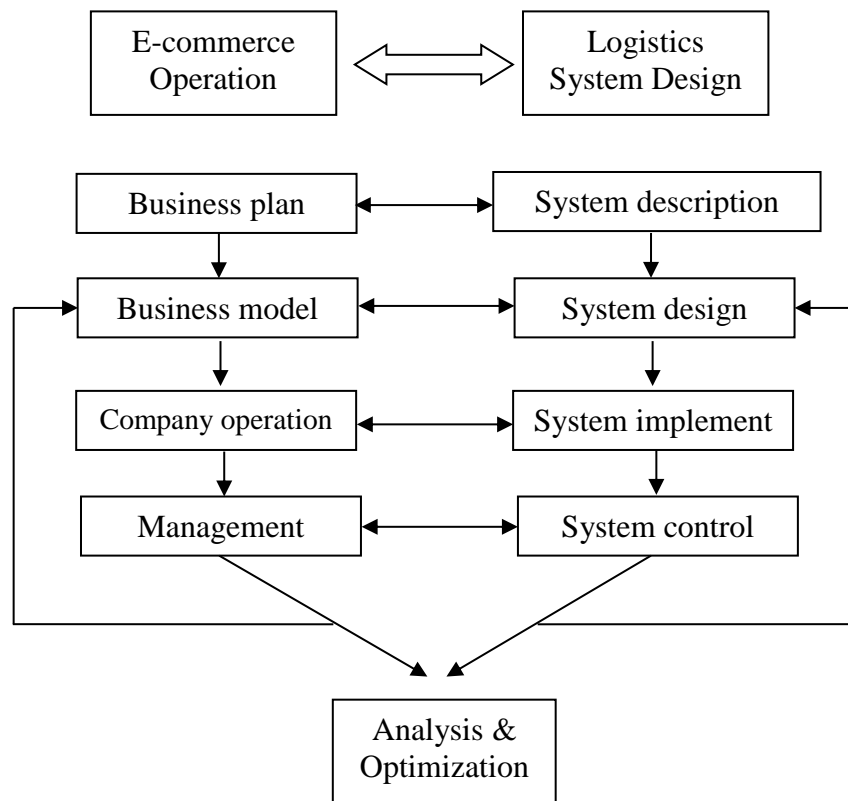 E-commerce
Operation
Logistics
System Design
Business plan
System description
Business model
System design
Company operation
System implement
Management
System control
Analysis &
Optimization